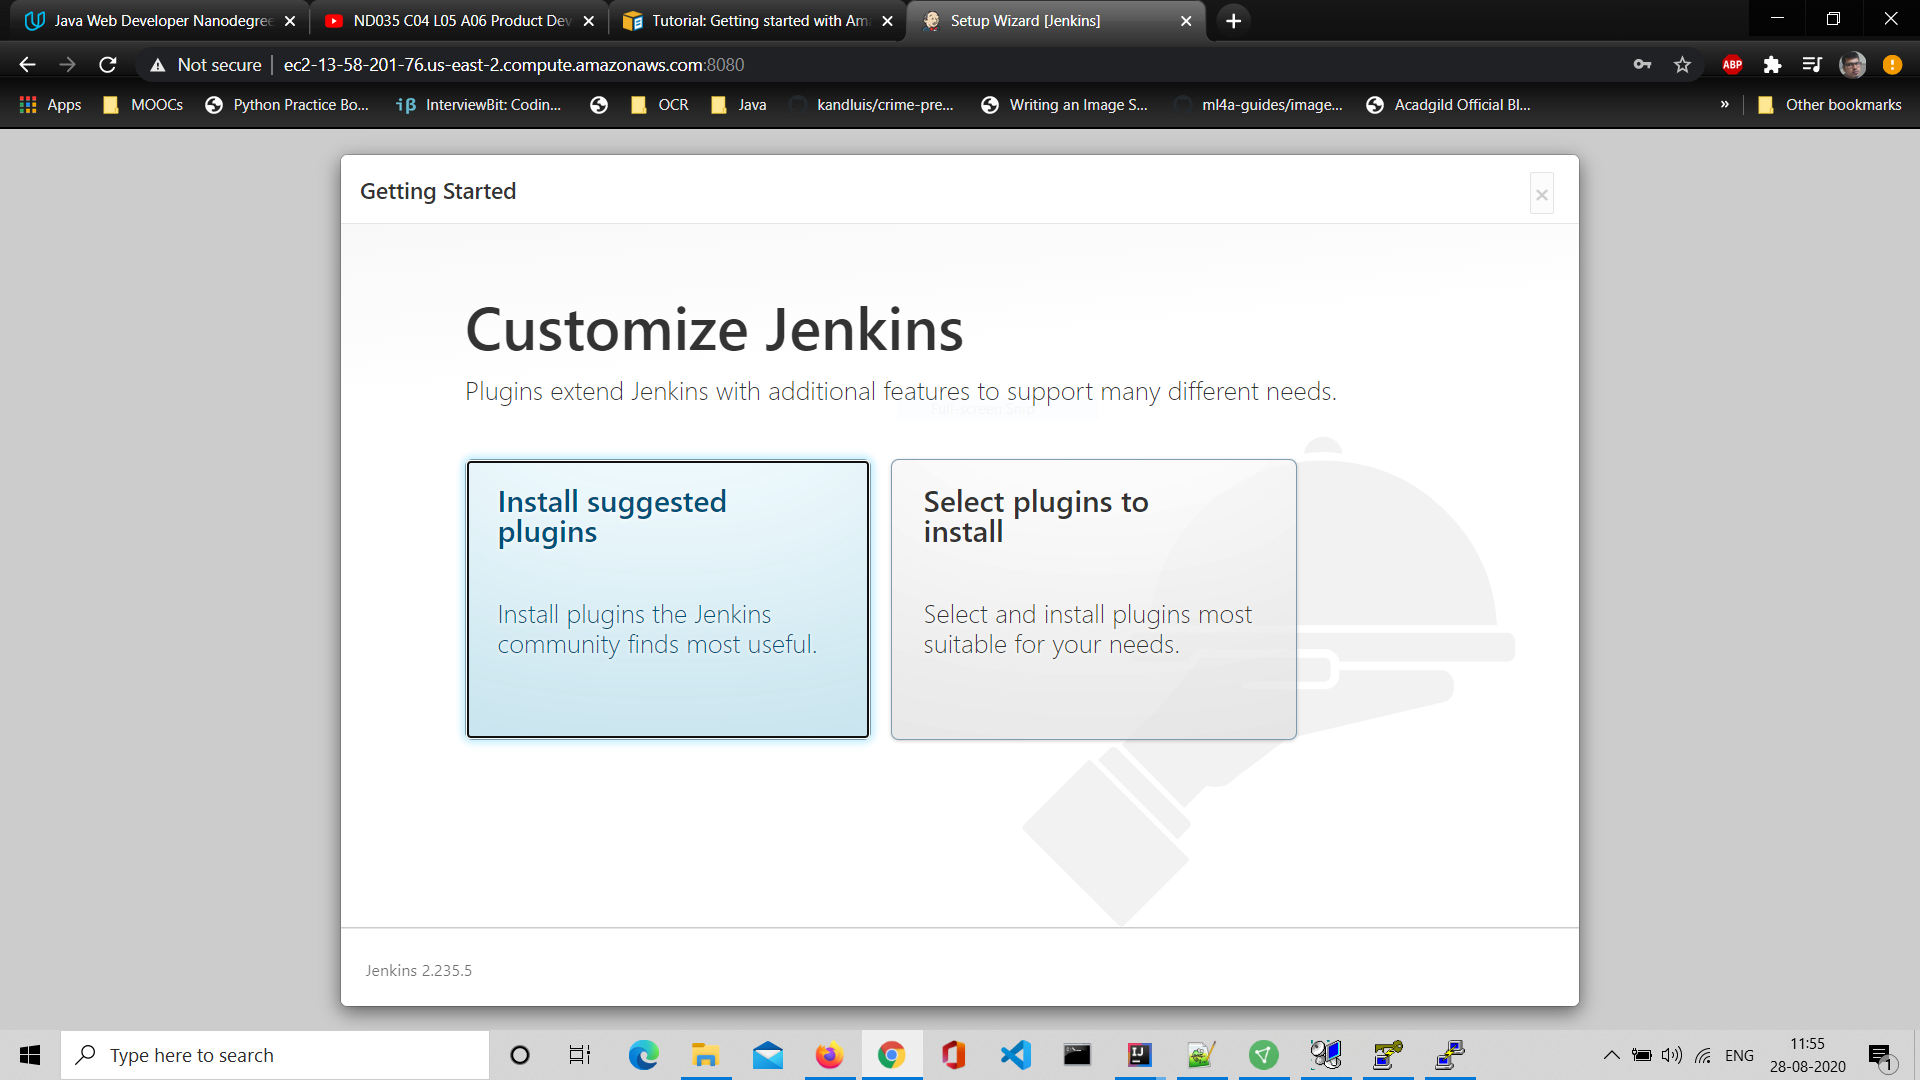 Java Web Developer Nanodegree
ND035 C04 L05 A06 Product Dev
Tutorial: Getting started with Am
Setup Wizard [Jenkins]
Not secure
ec2-13-58-201-76.us-east-2.compute.amazonaws.com:8080
ABP
Apps
MOOCs
Python Practice Bo...
iβ
InterviewBit: Codin...
OCR
Java
kandluis/crime-pre...
Writing an Image S...
ml4a-guides/image...
Acadgild Official Bl...
»
Other bookmarks
Getting Started
Customize Jenkins
Plugins extend Jenkins with additional features to support many different needs.
Install suggested
plugins
Install plugins the Jenkins
community finds most useful.
Select plugins to
install
Select and install plugins most
suitable for your needs.
Jenkins 2.235.5
Type here to search
ENG
11:55
28-08-2020
1